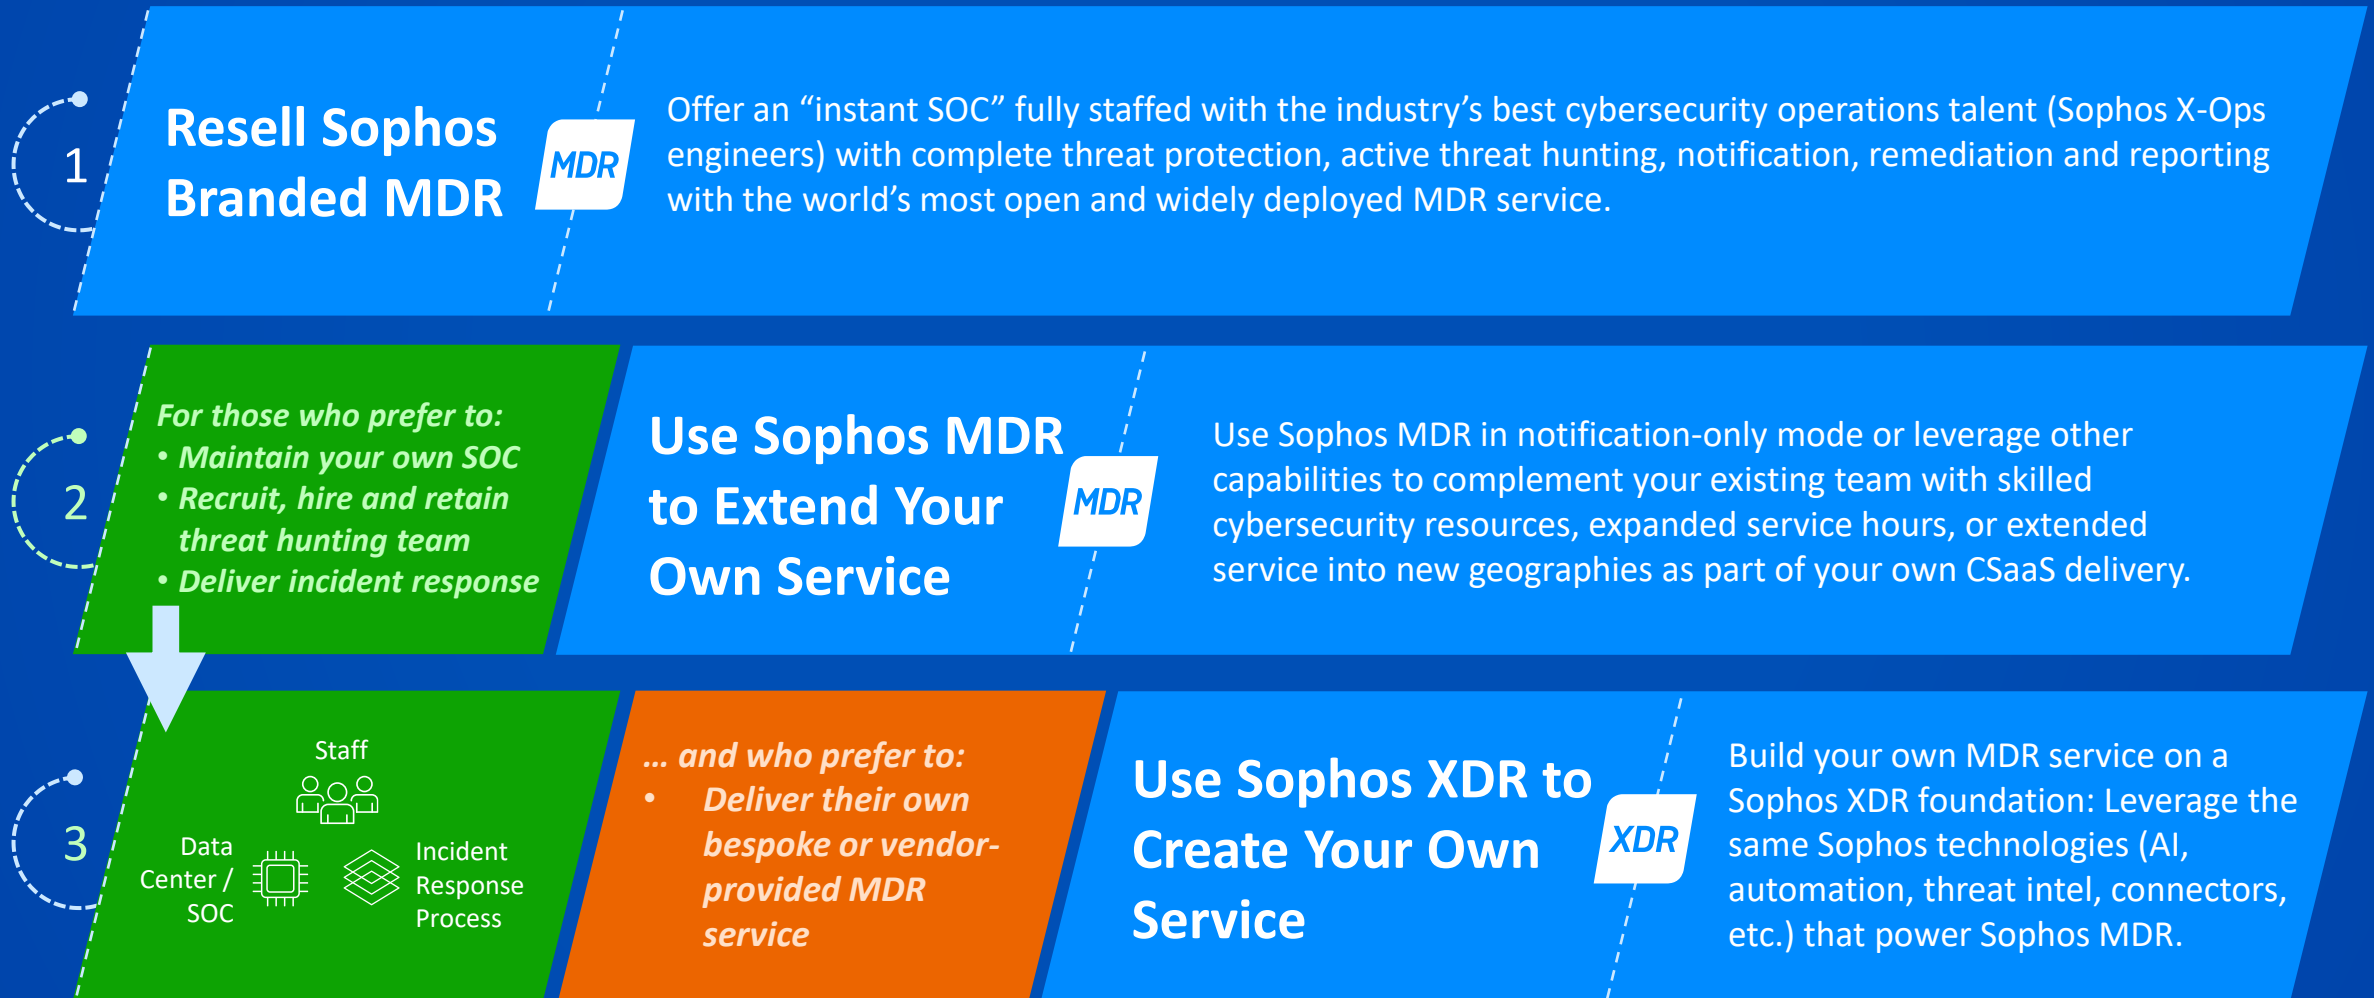 1
Resell Sophos
Branded MDR
MDR
Offer an “instant SOC” fully staffed with the industry’s best cybersecurity operations talent (Sophos X-Ops
engineers) with complete threat protection, active threat hunting, notification, remediation and reporting
with the world’s most open and widely deployed MDR service.
2
For those who prefer to:
• Maintain your own SOC
• Recruit, hire and retain
threat hunting team
• Deliver incident response
Use Sophos MDR
to Extend Your
Own Service
MDR
Use Sophos MDR in notification-only mode or leverage other
capabilities to complement your existing team with skilled
cybersecurity resources, expanded service hours, or extended
service into new geographies as part of your own CSaaS delivery.
3
Staff
Data
Center /
SOC
Incident
Response
Process
... and who prefer to:
• Deliver their own
bespoke or vendor-
provided MDR
service
Use Sophos XDR to
Create Your Own
Service
XDR
Build your own MDR service on a
Sophos XDR foundation: Leverage the
same Sophos technologies (AI,
automation, threat intel, connectors,
etc.) that power Sophos MDR.